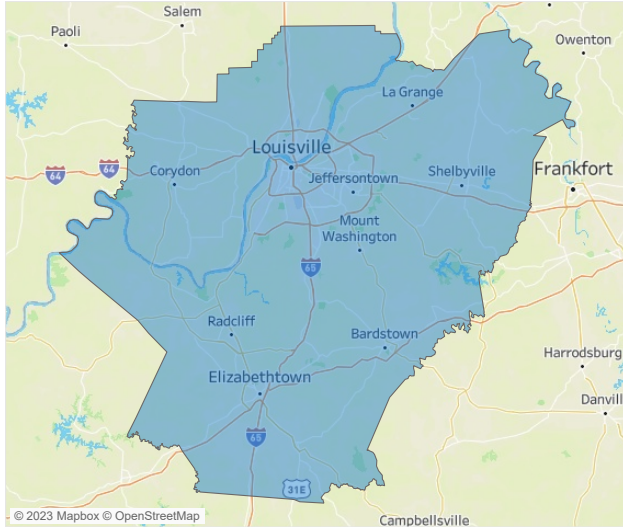 Salem
Paoli
Owenton
La Grange
Louisville
Frankfort
64
64
Corydon
Shelbyville
Jeffersontown
Mount
Washington
65
Radcliff
Bardstown
Harrodsburg
Elizabethtown
Danvill
65
31E
© 2023 Mapbox © OpenStreetMap
Campbellsville